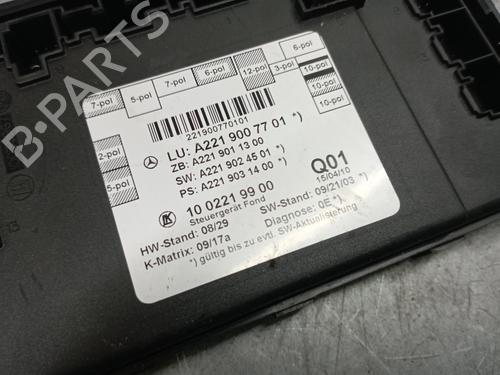 7-pol
5-pol
7-pol
6-pol
12-pol
3-pol
6-pol
10-pol
10-pol
10-pol
2-pol
5-pol
221900770101
LU: A221 900 77 01 *)
ZB: A221 901 13 00
SW: A221 902 45 01 *)
PS: A221 903 14 00 *)
Q01
15/04/10
10 0221 99 00
Steuergerät Fond
HW-Stand: 08/29
SW-Stand: 09/21/03 *)
K-Matrix: 09/17a
Diagnose: 0E*)
*) gültig bis zu evtl. SW-Aktualisierung
B-PARTS